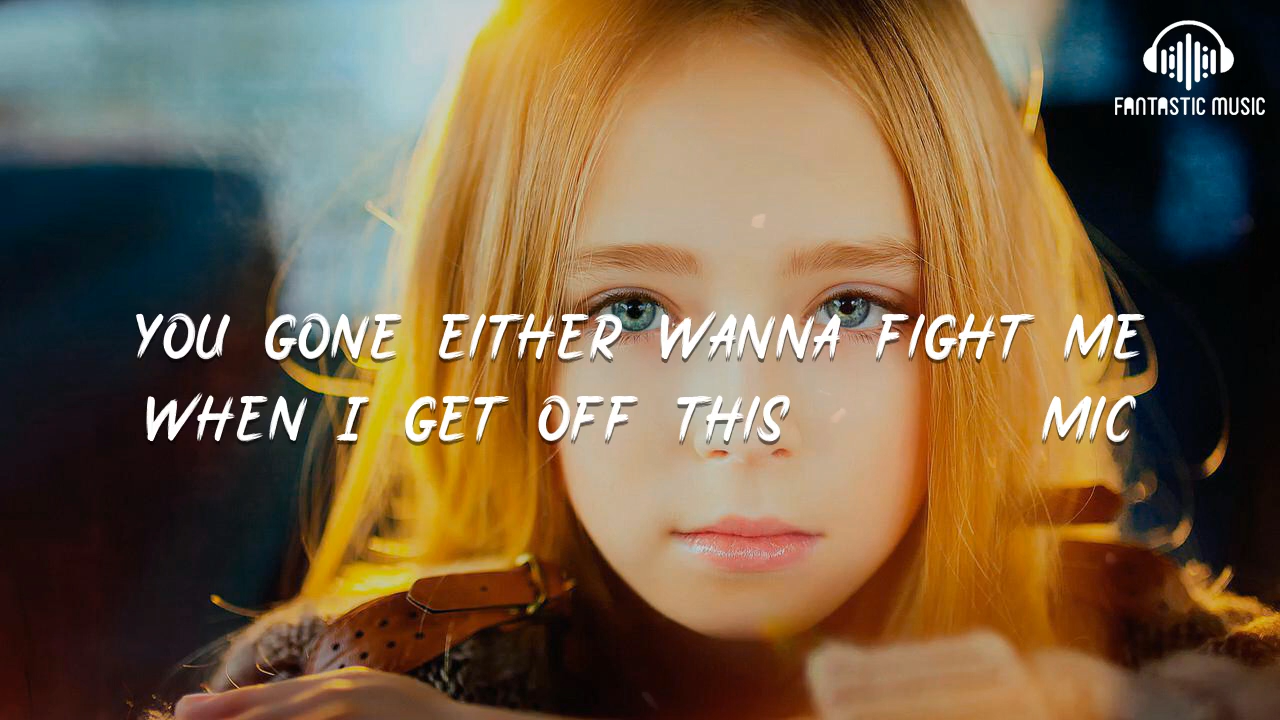 FANTASTIC MUSIC
YOU GONE EITHER WANNA FIGHT ME
WHEN I GET OFF THIS MIC